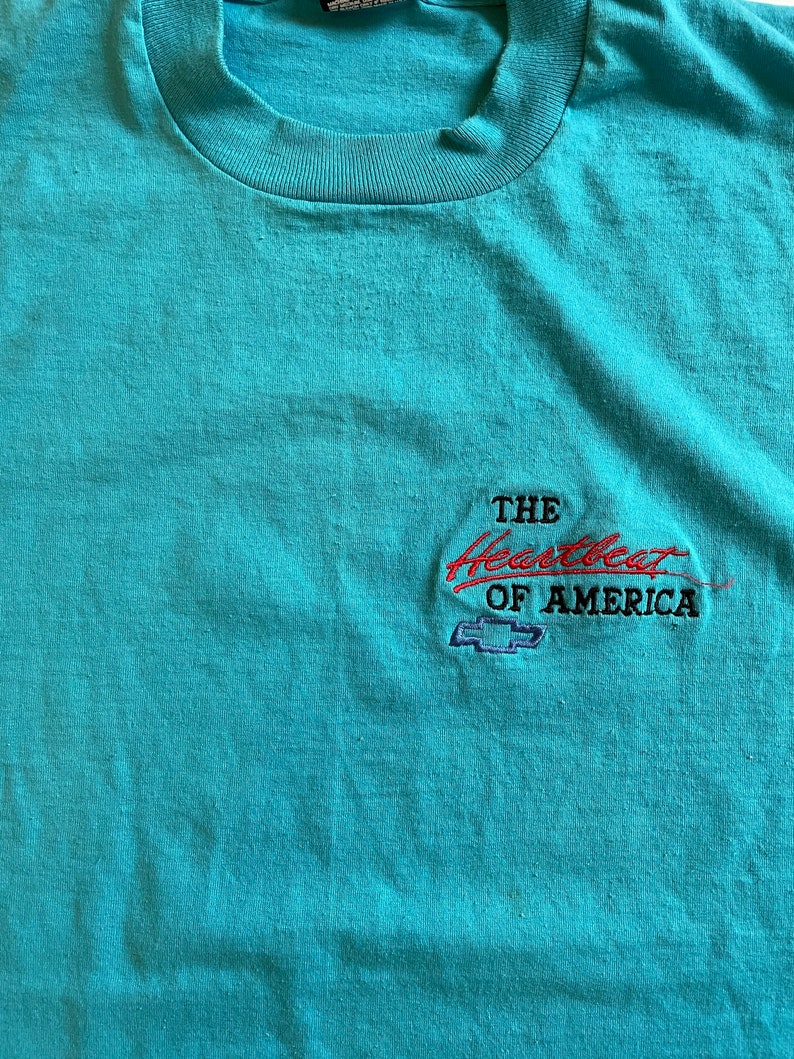 THE
Heartbeat
OF AMERICA